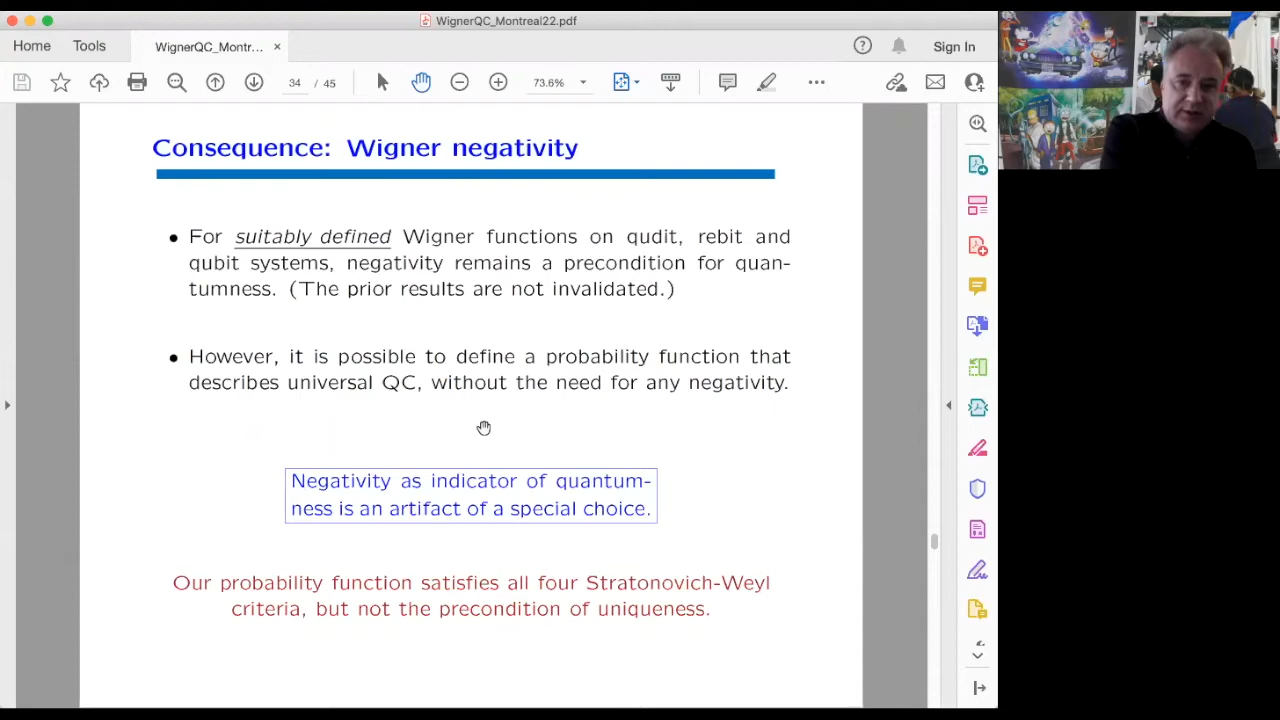 WignerQC_Montreal22.pdf
Home
Tools
WignerQC_Montr...
Sign In
34 / 45
73.6%
Consequence: Wigner negativity
• For suitably defined Wigner functions on qudit, rebit and
qubit systems, negativity remains a precondition for quan-
tumness. (The prior results are not invalidated.)
• However, it is possible to define a probability function that
describes universal QC, without the need for any negativity.
Negativity as indicator of quantum-
ness is an artifact of a special choice.
Our probability function satisfies all four Stratonovich-Weyl
criteria, but not the precondition of uniqueness.